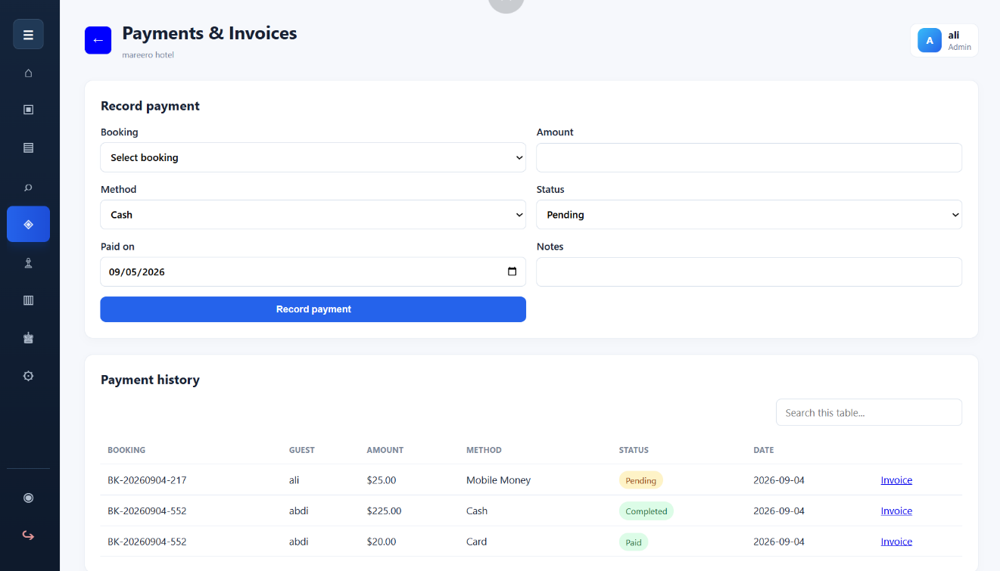 ←
Payments & Invoices
mareero hotel
A
ali
Admin
Record payment
Booking
Amount
Select booking
Method
Status
Cash
Pending
Paid on
Notes
09/05/2026
Record payment
Payment history
Search this table...
BOOKING GUEST AMOUNT METHOD STATUS DATE
BK-20260904-217 ali $25.00 Mobile Money Pending 2026-09-04 Invoice
BK-20260904-552 abdi $225.00 Cash Completed 2026-09-04 Invoice
BK-20260904-552 abdi $20.00 Card Paid 2026-09-04 Invoice